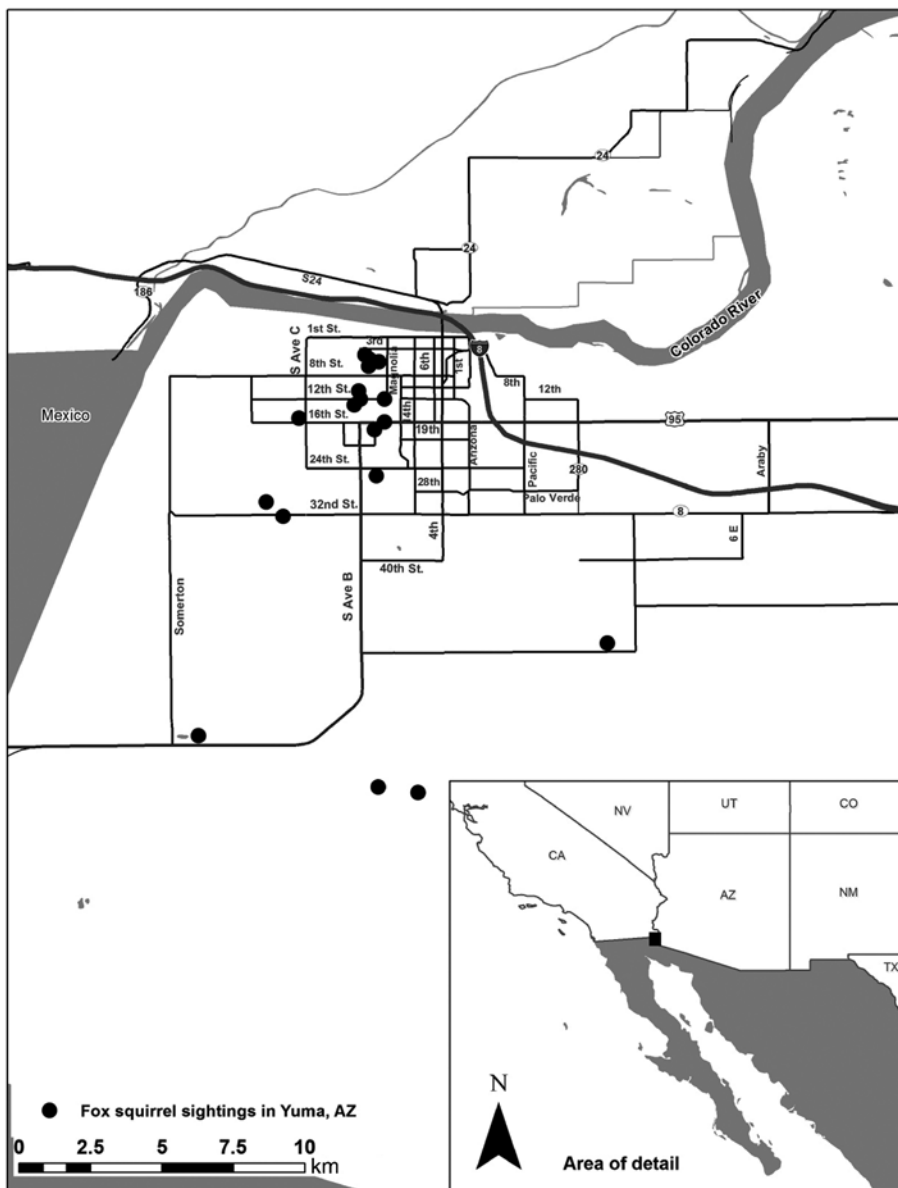 24
24
S24
186
Colorado River
1st St.
3rd
S Ave C
8th St.
Magnolia
6th
1st
8
8th
12th
Mexico
12th St.
14th
16th St.
95
19th
Arizona
24th St.
Pacific
280
Araby
28th
Palo Verde
32nd St.
8
4th
6 E
40th St.
Somerton
S Ave B
NV
UT
CO
CA
AZ
NM
TX
N
Area of detail
Fox squirrel sightings in Yuma, AZ
0 2.5 5 7.5 10
km